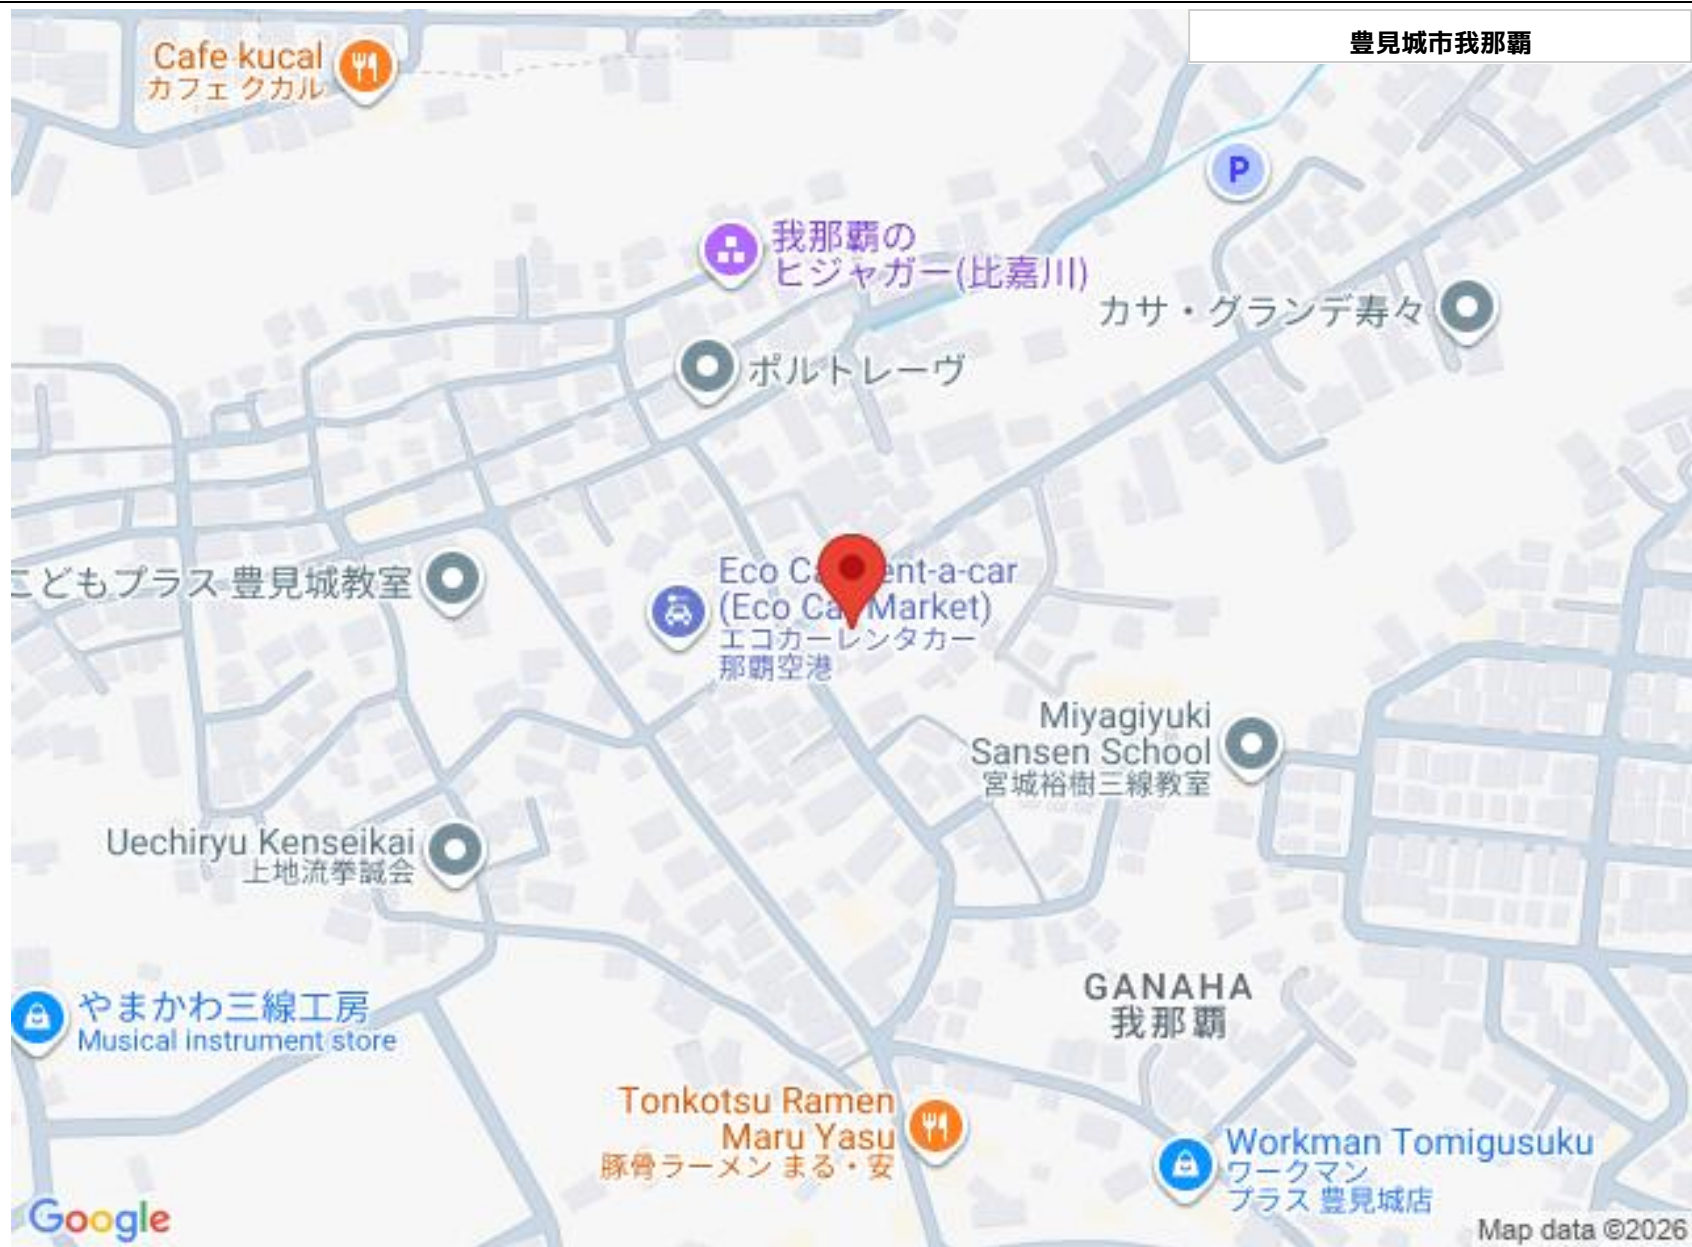 豊見城市我那覇
Cafe kucal
カフェ クカル
P
我那覇の
ヒジャガー(比嘉川)
カサ・グランデ寿々
ポルトレーヴ
こどもプラス 豊見城教室
(Eco Ca Market)
エコカーレンタカー
那覇空港
Miyagiyuki
Sansen School
宮城裕樹三線教室
Uechiryu Kenseikai
上地流拳誠会
GANAHA
我那覇
やまかわ三線工房
Musical instrument store
Tonkotsu Ramen
Maru Yasu
豚骨ラーメン まる・安
Workman Tomigusuku
ワークマン
プラス 豊見城店
Google
Map data ©2026